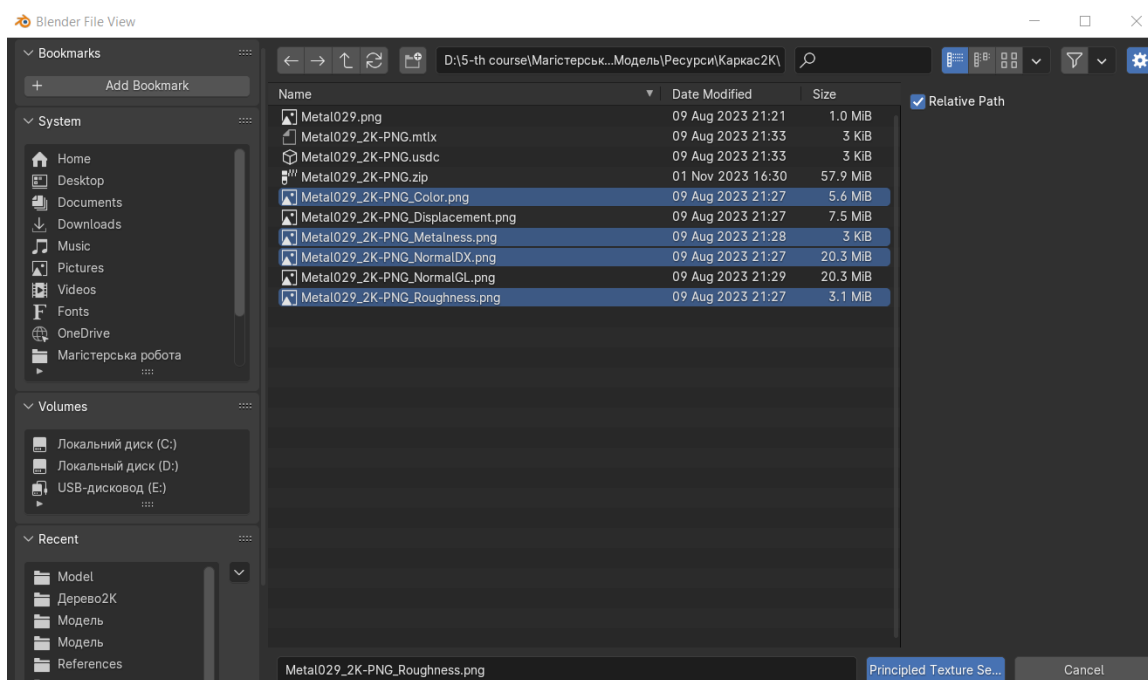 Blender File View
Bookmarks
D:\5-th course\Магістерськ...Модель\Ресурси\Каркас2K\
+ Add Bookmark
Name Date Modified Size
Relative Path
System
Metal029.png 09 Aug 2023 21:21 1.0 MiB
Metal029_2K-PNG.mtlx 09 Aug 2023 21:33 3 KiB
Metal029_2K-PNG.usdc 09 Aug 2023 21:33 3 KiB
Metal029_2K-PNG.zip 01 Nov 2023 16:30 57.9 MiB
Metal029_2K-PNG_Color.png 09 Aug 2023 21:27 5.6 MiB
Metal029_2K-PNG_Displacement.png 09 Aug 2023 21:27 7.5 MiB
Metal029_2K-PNG_Metalness.png 09 Aug 2023 21:28 3 KiB
Metal029_2K-PNG_NormalDX.png 09 Aug 2023 21:27 20.3 MiB
Metal029_2K-PNG_NormalGL.png 09 Aug 2023 21:29 20.3 MiB
Metal029_2K-PNG_Roughness.png 09 Aug 2023 21:27 3.1 MiB
Home
Desktop
Documents
Downloads
Music
Pictures
Videos
Fonts
OneDrive
Магістерська робота
Volumes
Локальний диск (C:)
Локальный диск (D:)
USB-дисковод (E:)
Recent
Model
Дерево2K
Модель
Модель
References
Metal029_2K-PNG_Roughness.png
Principled Texture Se...
Cancel